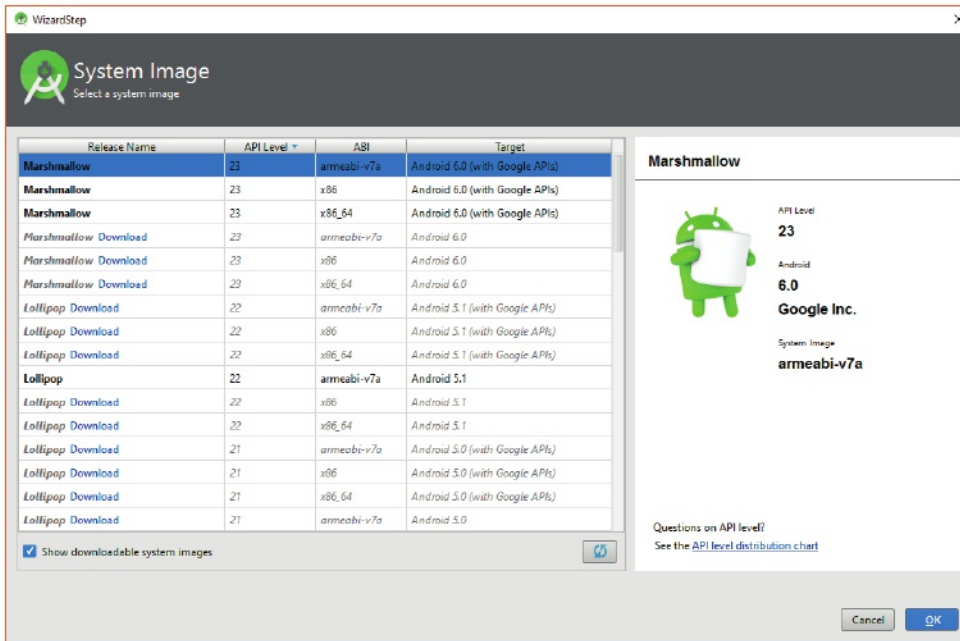 WizardStep
System Image
Select a system image
Release Name API Level ABI Target
Marshmallow 23 armeabi-v7a Android 6.0 (with Google APIs)
Marshmallow 23 x86 Android 6.0 (with Google APIs)
Marshmallow 23 x86_64 Android 6.0 (with Google APIs)
Marshmallow Download 23 armeabi-v7a Android 6.0
Marshmallow Download 23 x86 Android 6.0
Marshmallow Download 23 x86_64 Android 6.0
Lollipop Download 22 armeabi-v7a Android 5.1 (with Google APIs)
Lollipop Download 22 x86 Android 5.1 (with Google APIs)
Lollipop Download 22 x86_64 Android 5.1 (with Google APIs)
Lollipop 22 armeabi-v7a Android 5.1
Lollipop Download 22 x86 Android 5.1
Lollipop Download 22 x86_64 Android 5.1
Lollipop Download 21 armeabi-v7a Android 5.0 (with Google APIs)
Lollipop Download 21 x86 Android 5.0 (with Google APIs)
Lollipop Download 21 x86_64 Android 5.0 (with Google APIs)
Lollipop Download 21 armeabi-v7a Android 5.0
Show downloadable system images
Marshmallow
API Level
23
Android
6.0
Google Inc.
System Image
armeabi-v7a
Questions on API level?
See the API level distribution chart
Cancel OK